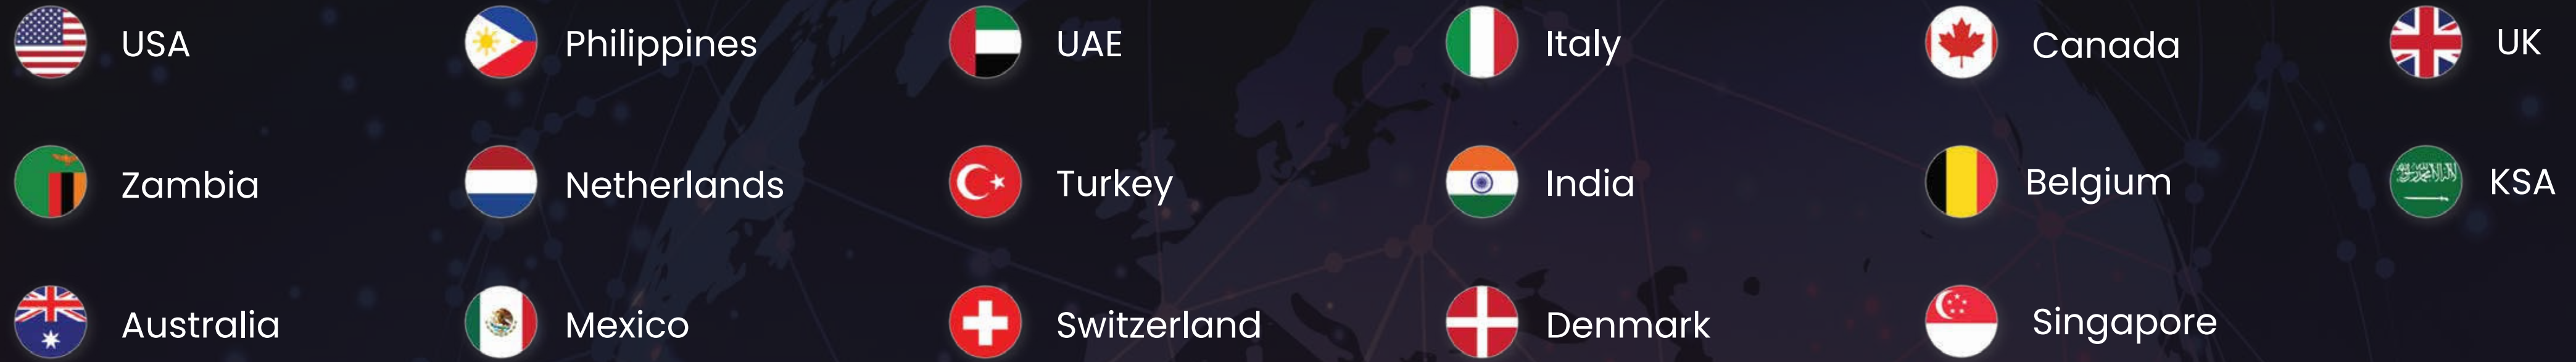 USA
Philippines
UAE
Italy
Canada
UK
Zambia
Netherlands
Turkey
India
Belgium
KSA
Australia
Mexico
Switzerland
Denmark
Singapore